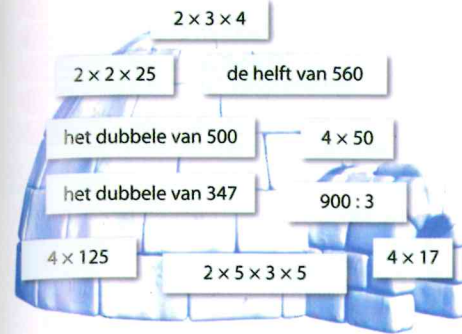 2 × 3 × 4
2 × 2 × 25
de helft van 560
het dubbele van 500
4 × 50
het dubbele van 347
900 : 3
4 × 125
2 × 5 × 3 × 5
4 × 17